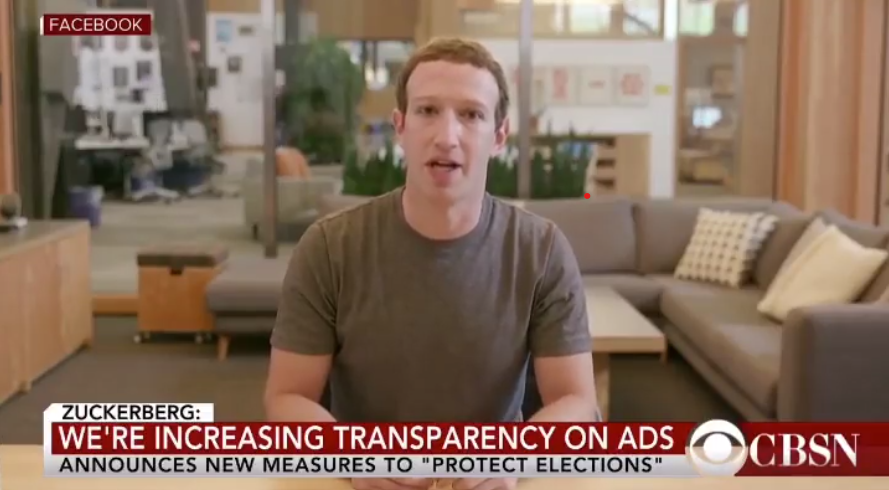 FACEBOOK
ZUCKERBERG:
WE'RE INCREASING TRANSPARENCY ON ADS
ANNOUNCES NEW MEASURES TO "PROTECT ELECTIONS"
CBSN